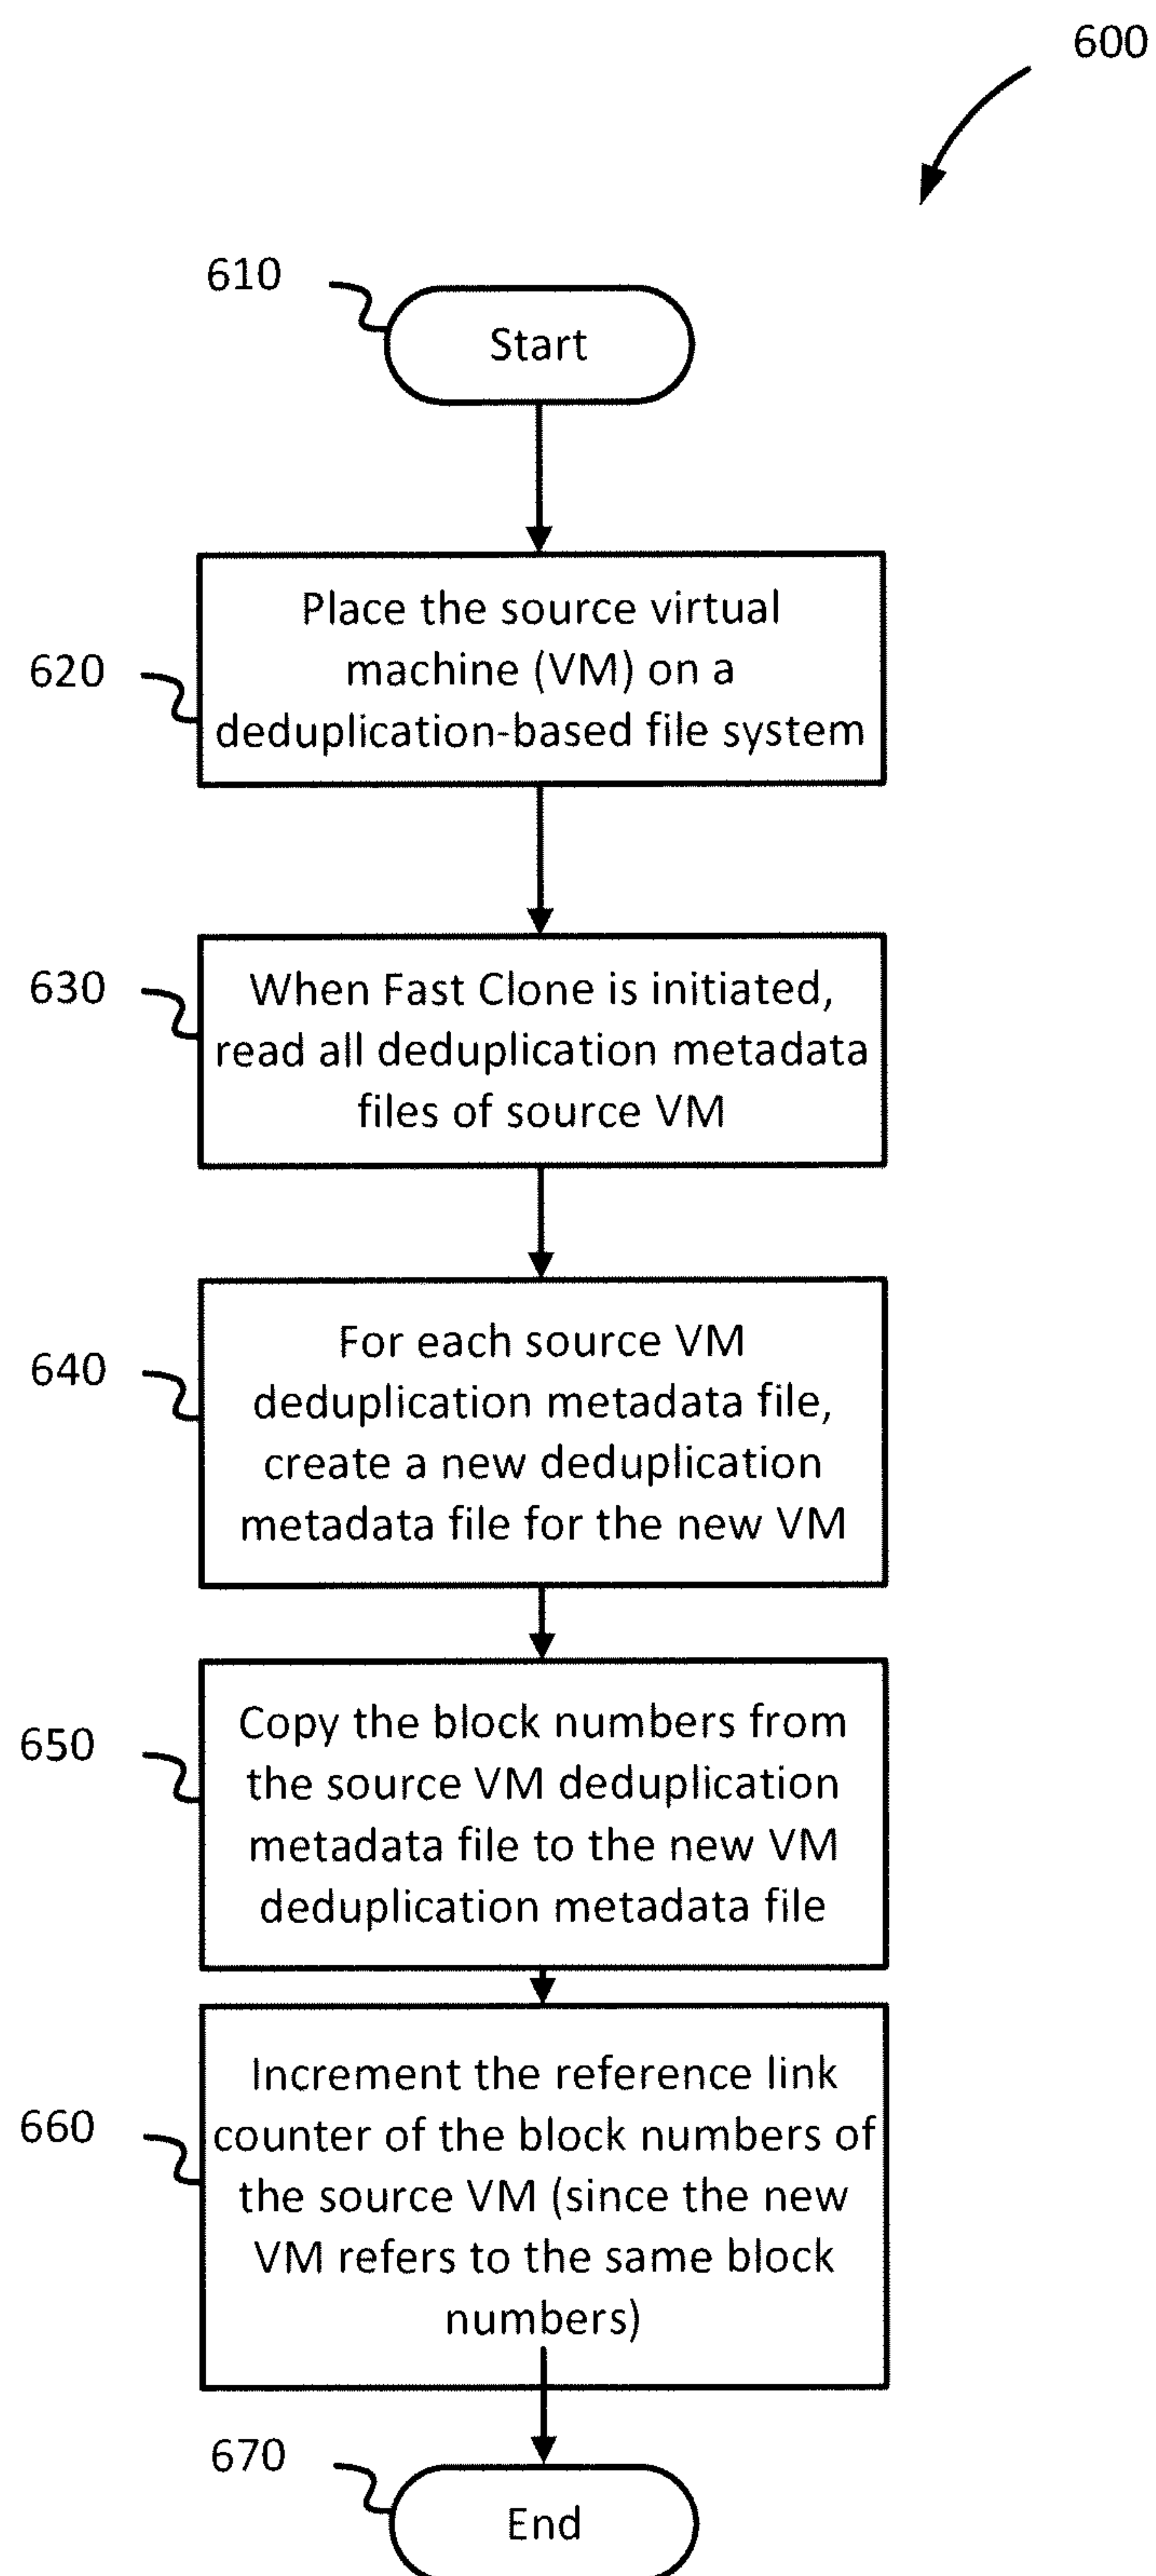 600
610
Start
620
Place the source virtual
machine (VM) on a
deduplication-based file system
630
When Fast Clone is initiated,
read all deduplication metadata
files of source VM
640
For each source VM
deduplication metadata file,
create a new deduplication
metadata file for the new VM
650
Copy the block numbers from
the source VM deduplication
metadata file to the new VM
deduplication metadata file
660
Increment the reference link
counter of the block numbers of
the source VM (since the new
VM refers to the same block
numbers)
670
End